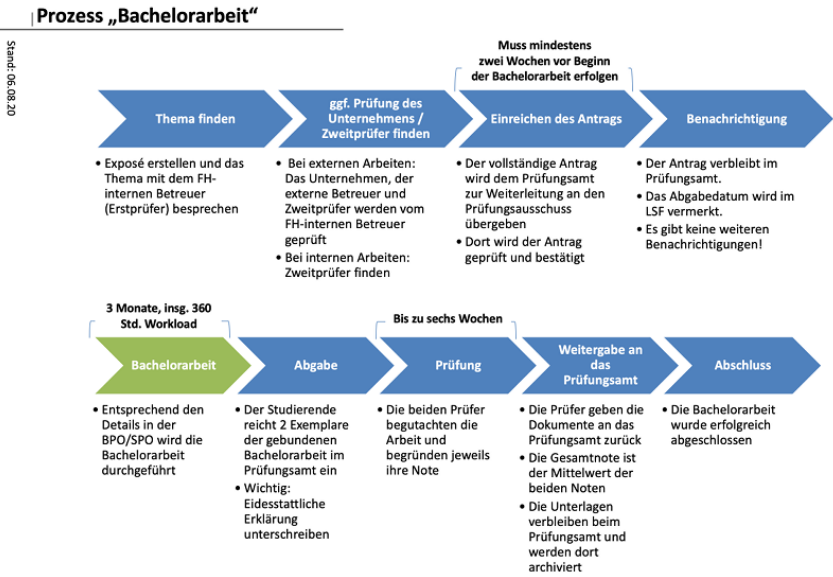 Prozess „Bachelorarbeit“
Stand: 06.08.20
Muss mindestens
zwei Wochen vor Beginn
der Bachelorarbeit erfolgen
Thema finden
ggf. Prüfung des
Unternehmens /
Zweitprüfer finden
Einreichen des Antrags
Benachrichtigung
• Exposé erstellen und das
Thema mit dem FH-
internen Betreuer
(Erstprüfer) besprechen
• Bei externen Arbeiten:
Das Unternehmen, der
externe Betreuer und
Zweitprüfer werden vom
FH-internen Betreuer
geprüft
• Bei internen Arbeiten:
Zweitprüfer finden
• Der vollständige Antrag
wird dem Prüfungsamt
zur Weiterleitung an den
Prüfungsausschuss
übergeben
• Dort wird der Antrag
geprüft und bestätigt
• Der Antrag verbleibt im
Prüfungsamt.
• Das Abgabedatum wird im
LSF vermerkt.
• Es gibt keine weiteren
Benachrichtigungen!
3 Monate, insg. 360
Std. Workload
Bis zu sechs Wochen
Bachelorarbeit
Abgabe
Prüfung
Weitergabe an
das
Prüfungsamt
Abschluss
• Entsprechend den
Details in der
BPO/SPO wird die
Bachelorarbeit
durchgeführt
• Der Studierende
reicht 2 Exemplare
der gebundenen
Bachelorarbeit im
Prüfungsamt ein
• Wichtig:
Eidesstattliche
Erklärung
unterschreiben
• Die beiden Prüfer
begutachten die
Arbeit und
begründen jeweils
ihre Note
• Die Prüfer geben die
Dokumente an das
Prüfungsamt zurück
• Die Gesamtnote ist
der Mittelwert der
beiden Noten
• Die Unterlagen
verbleiben beim
Prüfungsamt und
werden dort
archiviert
• Die Bachelorarbeit
wurde erfolgreich
abgeschlossen